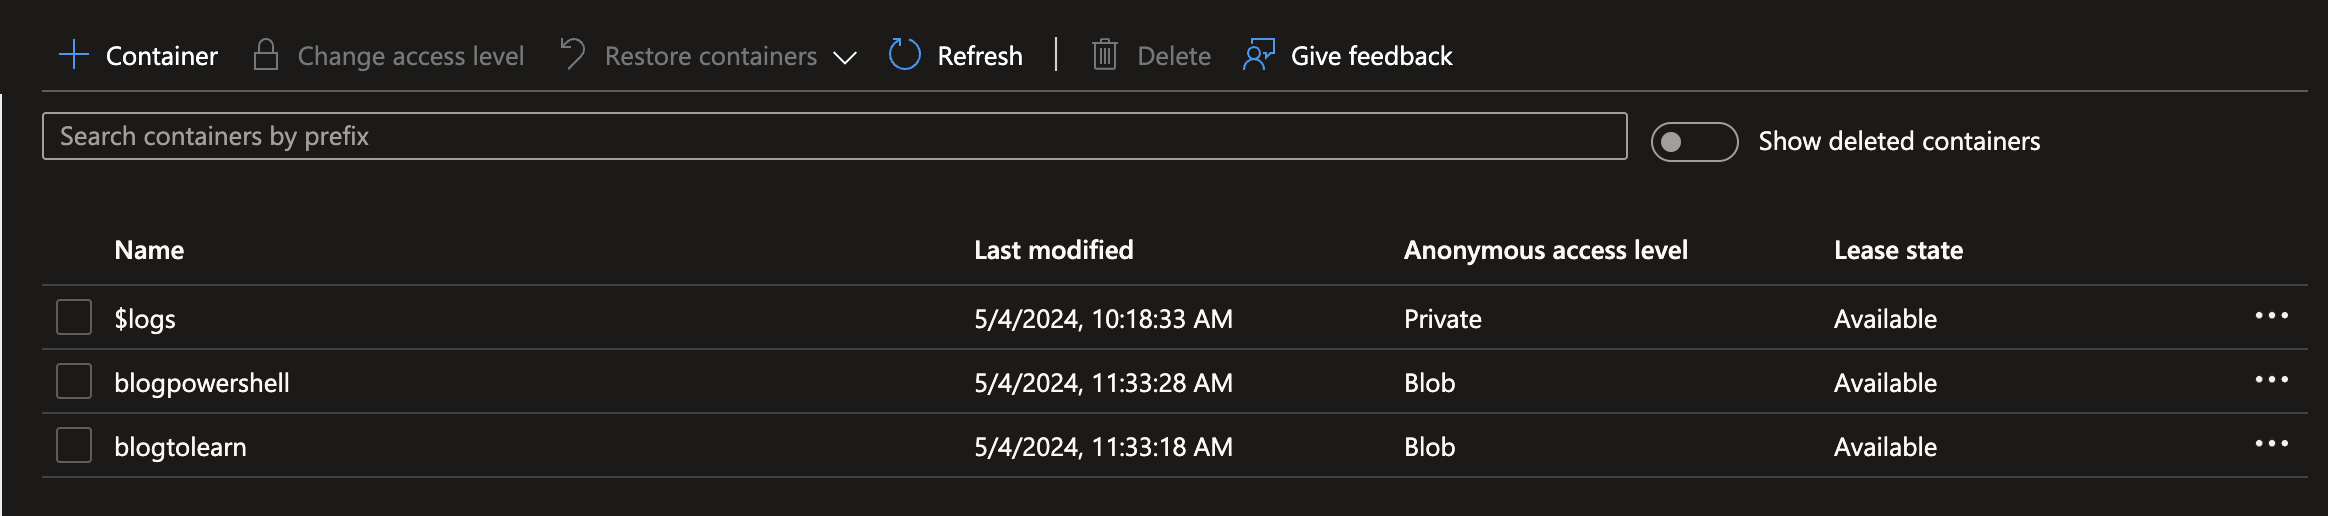 Container Change access level Restore containers Refresh Delete Give feedback
Search containers by prefix Show deleted containers
Name Last modified Anonymous access level Lease state
$logs 5/4/2024, 10:18:33 AM Private Available
blogpowershell 5/4/2024, 11:33:28 AM Blob Available
blogtolearn 5/4/2024, 11:33:18 AM Blob Available